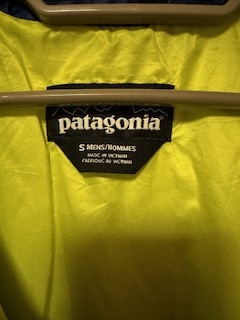 patagonia
S MENS/HOMMES
MADE IN VIETNAM
FABRIQUÉ AU VIETNAM